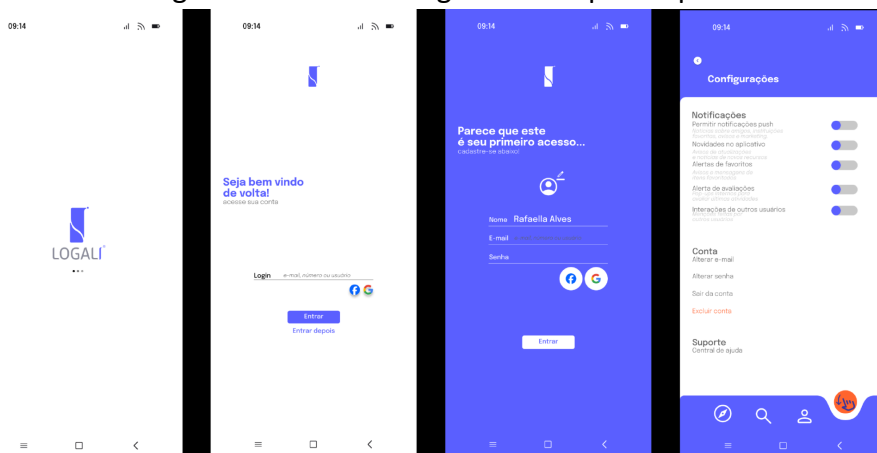 09:14
LOGALI
09:14
Seja bem vindo
de volta!
acesse sua conta
Login e-mail, número ou usuário
Entrar
Entrar depois
09:14
Parece que este
é seu primeiro acesso...
cadastre-se abaixo!
Nome Rafaella Alves
E-mail
Senha
Entrar
09:14
Configurações
Notificações
Permitir notificações push
Novidades no aplicativo
Alertas de favoritos
Alerta de avaliações
Interações de outros usuários
Conta
Alterar e-mail
Alterar senha
Sair da conta
Excluir conta
Suporte
Central de ajuda